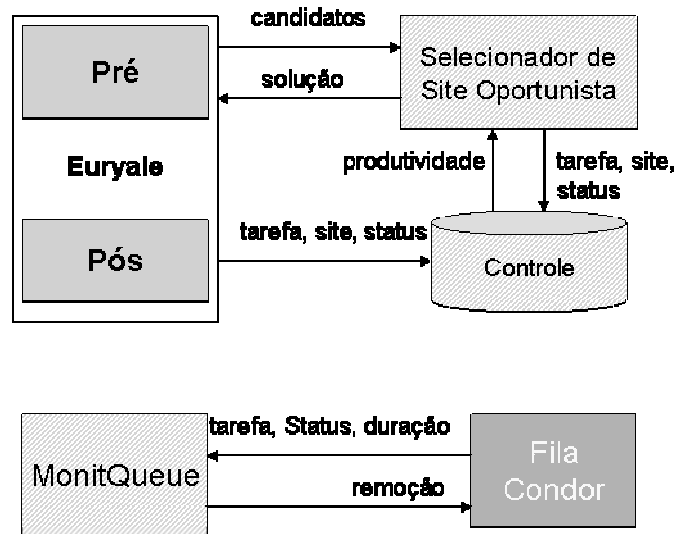 candidatos
Pré
Selecionador de
Site Oportunista
solução
Euryale
produtividade
tarefa, site,
status
tarefa, site, status
Pós
Controle
tarefa, Status, duração
MonitQueue
Fila
Condor
remoção